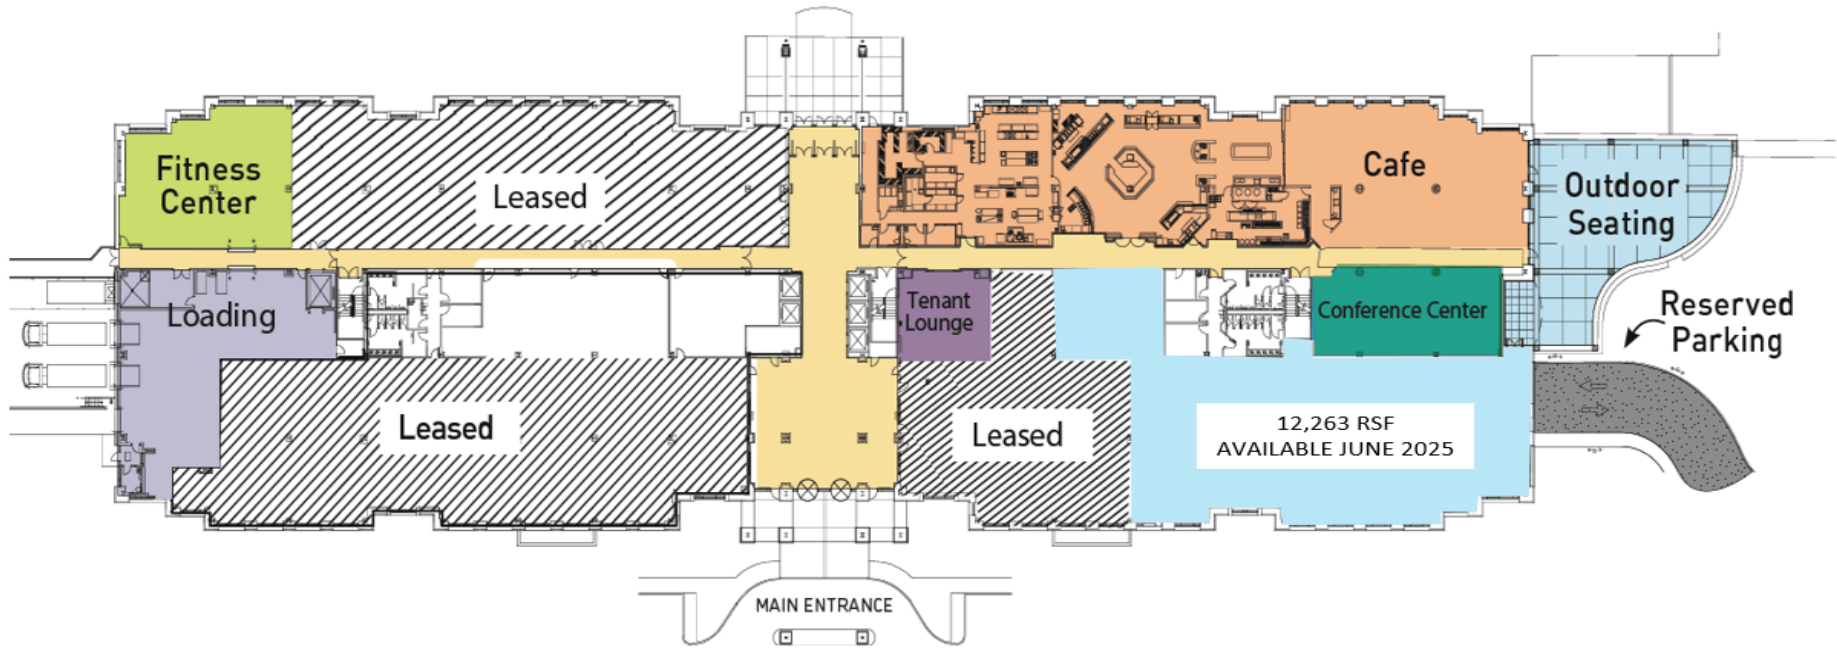 Fitness
Center
Leased
Cafe
Outdoor
Seating
Loading
Tenant
Lounge
Conference Center
Reserved
Parking
Leased
Leased
12,263 RSF
AVAILABLE JUNE 2025
MAIN ENTRANCE